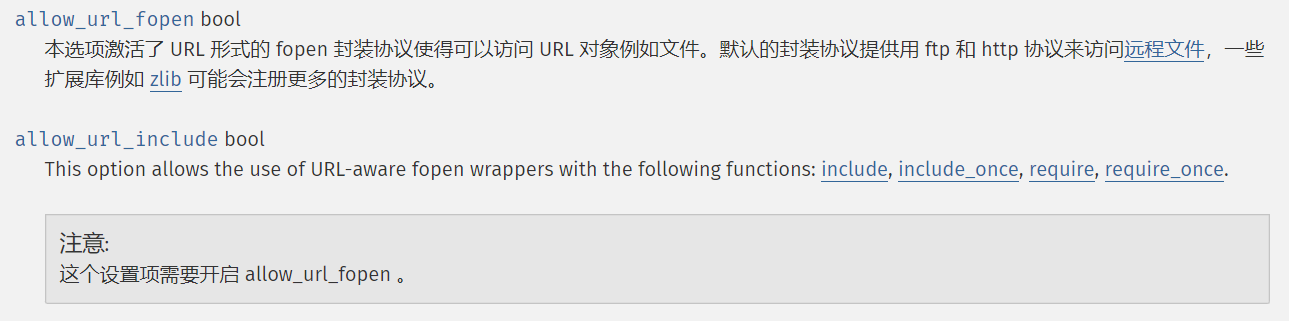 allow_url_fopen bool
本选项激活了 URL 形式的 fopen 封装协议使得可以访问 URL 对象例如文件。默认的封装协议提供用 ftp 和 http 协议来访问远程文件，一些
扩展库例如 zlib 可能会注册更多的封装协议。
allow_url_include bool
This option allows the use of URL-aware fopen wrappers with the following functions: include, include_once, require, require_once.
注意:
这个设置项需要开启 allow_url_fopen 。